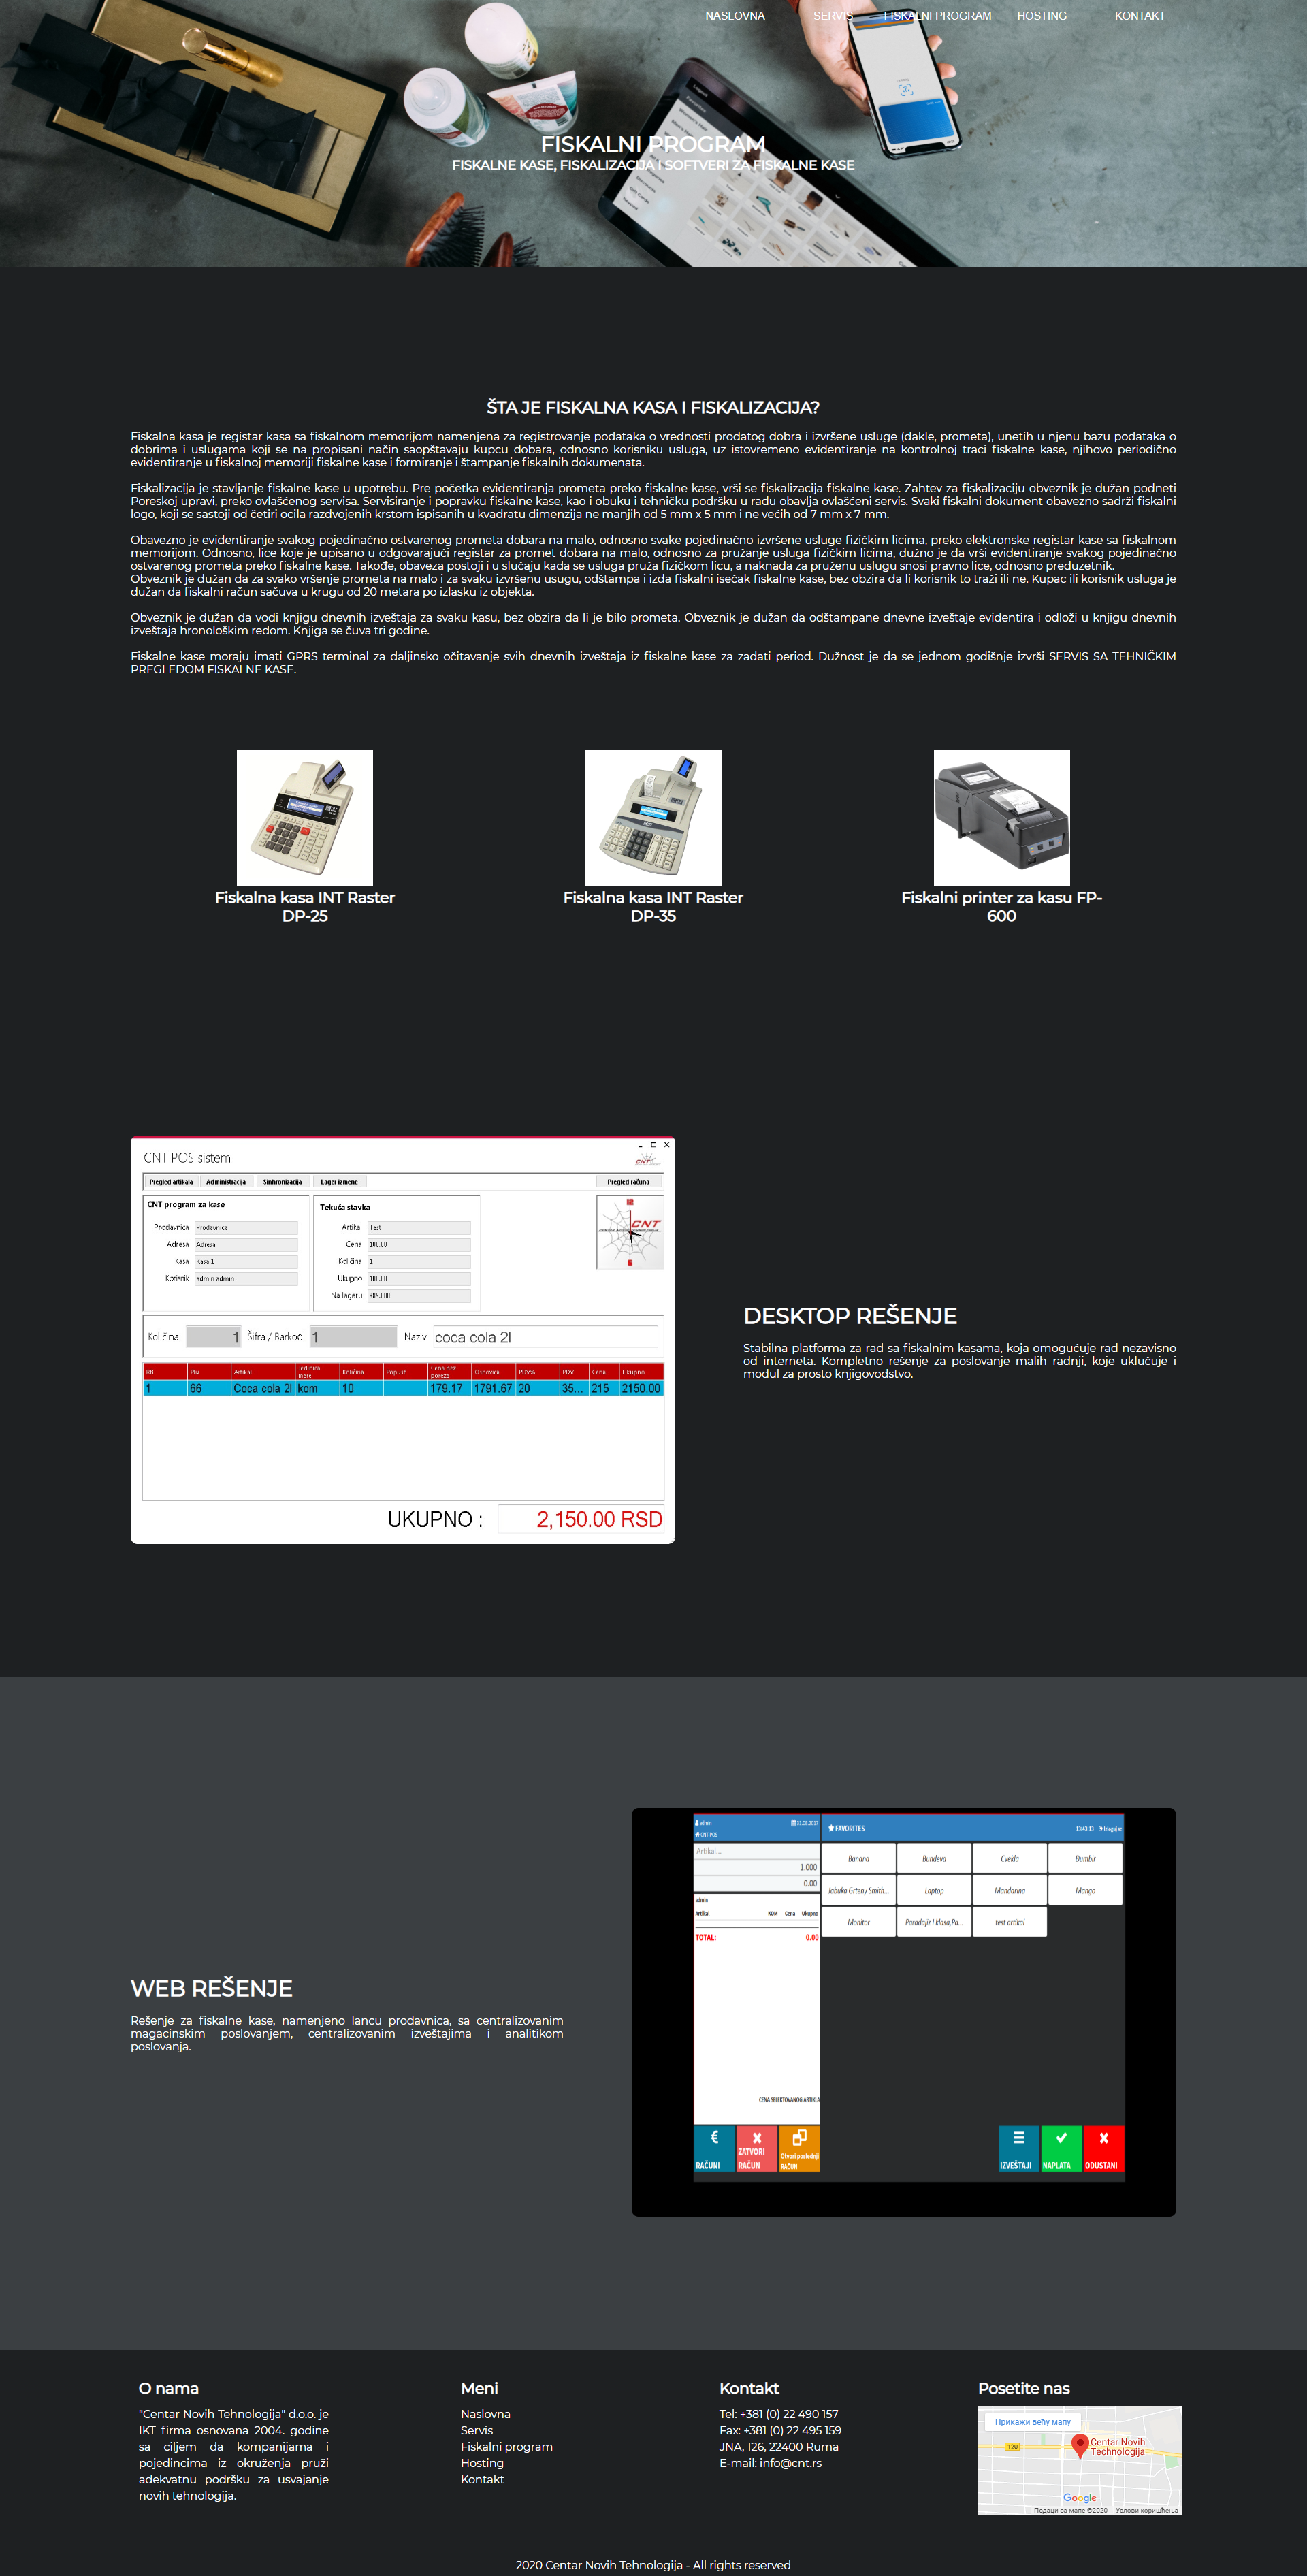 NASLOVNA SERVIS FISKALNI PROGRAM HOSTING KONTAKT
FISKALNI PROGRAM
FISKALNE KASE, FISKALIZACIJA I SOFTVERI ZA FISKALNE KASE
ŠTA JE FISKALNA KASA I FISKALIZACIJA?
Fiskalna kasa je registar kasa sa fiskalnom memorijom namenjena za registrovanje podataka o vrednosti prodatog dobra i izvršene usluge (dakle, prometa), unetih u njenu bazu podataka o
dobrima i uslugama koji se na propisani način saopštavaju kupcu dobara, odnosno korisniku usluga, uz istovremeno evidentiranje na kontrolnoj traci fiskalne kase, njihovo periodično
evidentiranje u fiskalnoj memoriji fiskalne kase i formiranje i štampanje fiskalnih dokumenata.
Fiskalizacija je stavljanje fiskalne kase u upotrebu. Pre početka evidentiranja prometa preko fiskalne kase, vrši se fiskalizacija fiskalne kase. Zahtev za fiskalizaciju obveznik je dužan podneti
Poreskoj upravi, preko ovlašćenog servisa. Servisiranje i popravku fiskalne kase, kao i obuku i tehničku podršku u radu obavlja ovlašćeni servis. Svaki fiskalni dokument obavezno sadrži fiskalni
logo, koji se sastoji od četiri ocila razdvojenih krstom ispisanih u kvadratu dimenzija ne manjih od 5 mm x 5 mm i ne većih od 7 mm x 7 mm.
Obavezno je evidentiranje svakog pojedinačno ostvarenog prometa dobara na malo, odnosno svake pojedinačno izvršene usluge fizičkim licima, preko elektronske registar kase sa fiskalnom
memorijom. Odnosno, lice koje je upisano u odgovarajući registar za promet dobara na malo, odnosno za pružanje usluga fizičkim licima, dužno je da vrši evidentiranje svakog pojedinačno
ostvarenog prometa preko fiskalne kase. Takođe, obaveza postoji i u slučaju kada se usluga pruža fizičkom licu, a naknada za pruženu uslugu snosi pravno lice, odnosno preduzetnik.
Obveznik je dužan da za svako vršenje prometa na malo i za svaku izvršenu usugu, odštampa i izda fiskalni isečak fiskalne kase, bez obzira da li korisnik to traži ili ne. Kupac ili korisnik usluga je
dužan da fiskalni račun sačuva u krugu od 20 metara po izlasku iz objekta.
Obveznik je dužan da vodi knjigu dnevnih izveštaja za svaku kasu, bez obzira da li je bilo prometa. Obveznik je dužan da odštampane dnevne izveštaje evidentira i odloži u knjigu dnevnih
izveštaja hronološkim redom. Knjiga se čuva tri godine.
Fiskalne kase moraju imati GPRS terminal za daljinsko očitavanje svih dnevnih izveštaja iz fiskalne kase za zadati period. Dužnost je da se jednom godišnje izvrši SERVIS SA TEHNIČKIM
PREGLEDOM FISKALNE KASE.
Fiskalna kasa INT Raster
DP-25
Fiskalna kasa INT Raster
DP-35
Fiskalni printer za kasu FP-
600
CNT POS sistem
CNT
Pregled artikala Administracija Sinhronizacija Lager izmene Pregled računa
CNT program za kase
Prodavnica Prodavnica
Adresa Adresa
Kasa Kasa 1
Korisnik admin admin
Tekuća stavka
Artikal Test
Cena 100.00
Količina 1
Ukupno 100.00
Na lageru 989.000
CNT
Količina 1 Šifra / Barkod 1 Naziv coca cola 2l
RB Plu Artikal Jedinica mere Količina Popust Cena bez poreza Osnovica PDV% PDV Cena Ukupno
1 66 Coca cola 2l kom 10 179.17 1791.67 20 35... 215 2150.00
UKUPNO : 2,150.00 RSD
DESKTOP REŠENJE
Stabilna platforma za rad sa fiskalnim kasama, koja omogućuje rad nezavisno
od interneta. Kompletno rešenje za poslovanje malih radnji, koje uklučuje i
modul za prosto knjigovodstvo.
WEB REŠENJE
Rešenje za fiskalne kase, namenjeno lancu prodavnica, sa centralizovanim
magacinskim poslovanjem, centralizovanim izveštajima i analitikom
poslovanja.
admin 31.08.2017
CNT-POS
FAVORITES 13:43:13 Izloguj se
Artikal...
1.000
0.00
admin
Artikal KOM Cena Ukupno
TOTAL: 0.00
Banana Bundeva Cvekla Đumbir
Jabuka Grteny Smith... Laptop Mandarina Mango
Monitor Paradajiz I klasa,Pa... test artikal
CENA SELEKTOVANOG ARTIKLA
RAČUNI
ZATVORI
RAČUN
Otvori poslednji
RAČUN
IZVEŠTAJI NAPLATA ODUSTANI
O nama
"Centar Novih Tehnologija" d.o.o. je
IKT firma osnovana 2004. godine
sa ciljem da kompanijama i
pojedincima iz okruženja pruži
adekvatnu podršku za usvajanje
novih tehnologija.
Meni
Naslovna
Servis
Fiskalni program
Hosting
Kontakt
Kontakt
Tel: +381 (0) 22 490 157
Fax: +381 (0) 22 495 159
JNA, 126, 22400 Ruma
E-mail: info@cnt.rs
Posetite nas
Прикажи већу мапу
120
Centar Novih
Technologija
Google
Подаци са мапе ©2020 Услови коришћења
2020 Centar Novih Tehnologija - All rights reserved